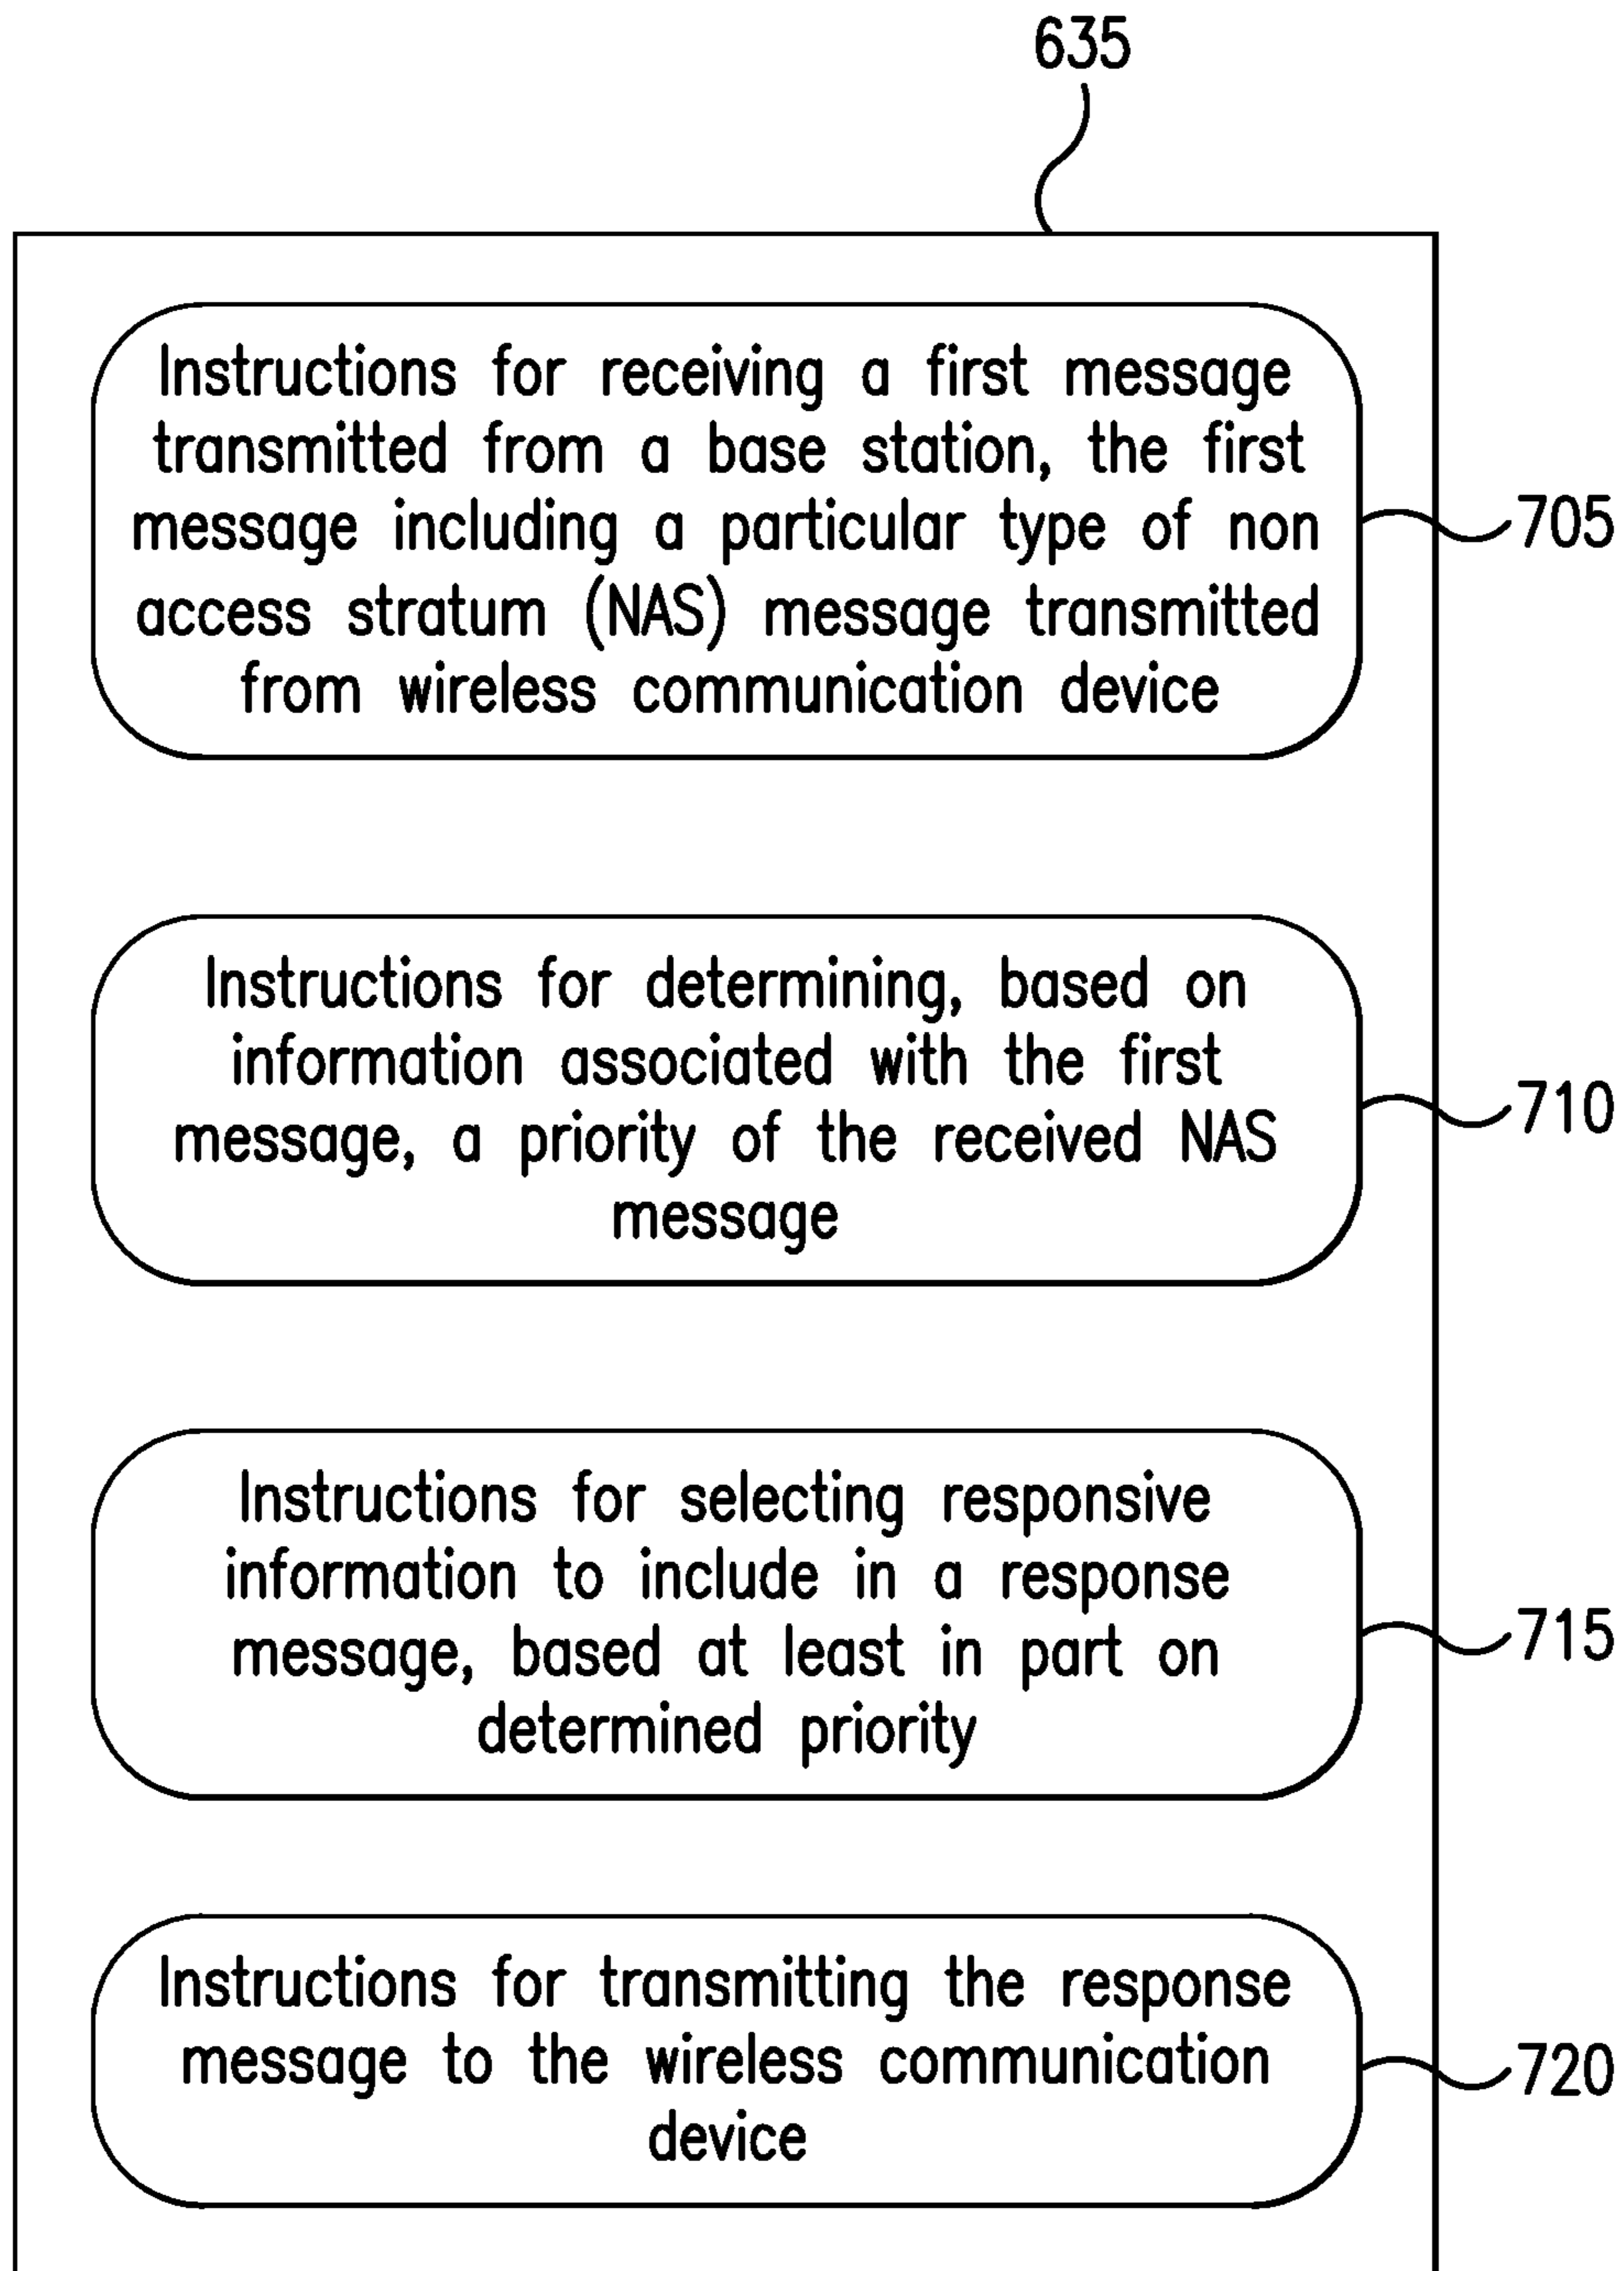 635
Instructions for receiving a first message
transmitted from a base station, the first
message including a particular type of non
access stratum (NAS) message transmitted
from wireless communication device
705
Instructions for determining, based on
information associated with the first
message, a priority of the received NAS
message
710
Instructions for selecting responsive
information to include in a response
message, based at least in part on
determined priority
715
Instructions for transmitting the response
message to the wireless communication
device
720